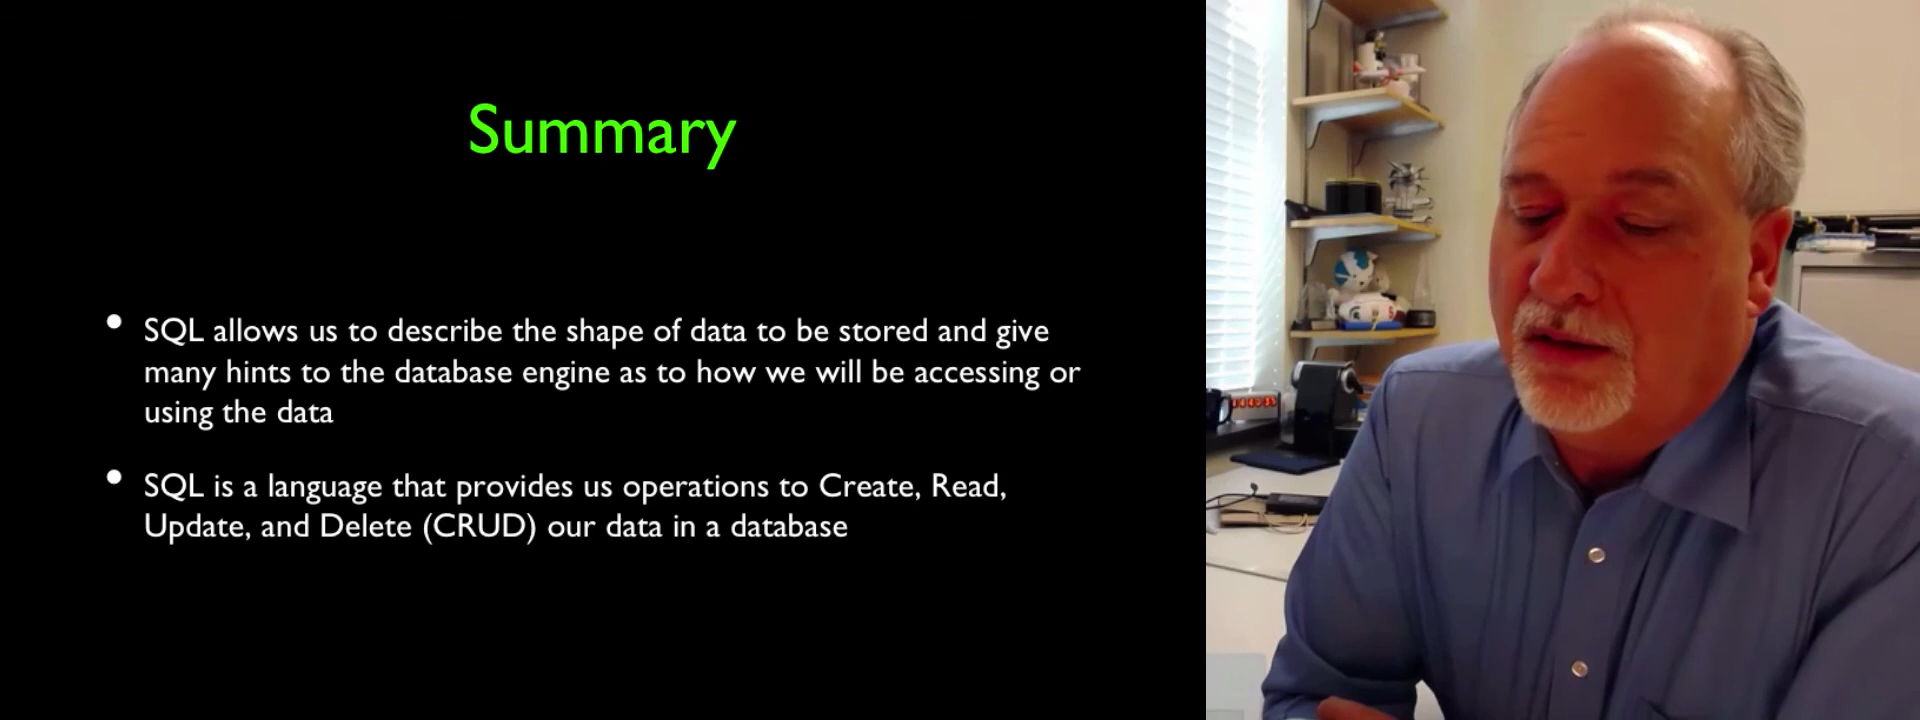 Summary
• SQL allows us to describe the shape of data to be stored and give
many hints to the database engine as to how we will be accessing or
using the data
• SQL is a language that provides us operations to Create, Read,
Update, and Delete (CRUD) our data in a database